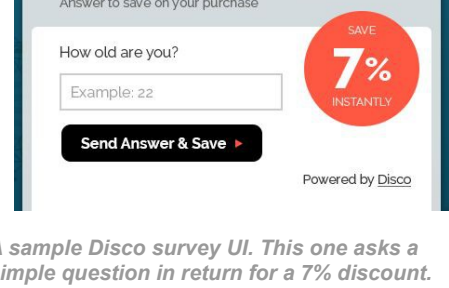 Answer to save on your purchase
How old are you?
SAVE
7%
INSTANTLY
Example: 22
Send Answer & Save
Powered by Disco
A sample Disco survey UI. This one asks a
simple question in return for a 7% discount.